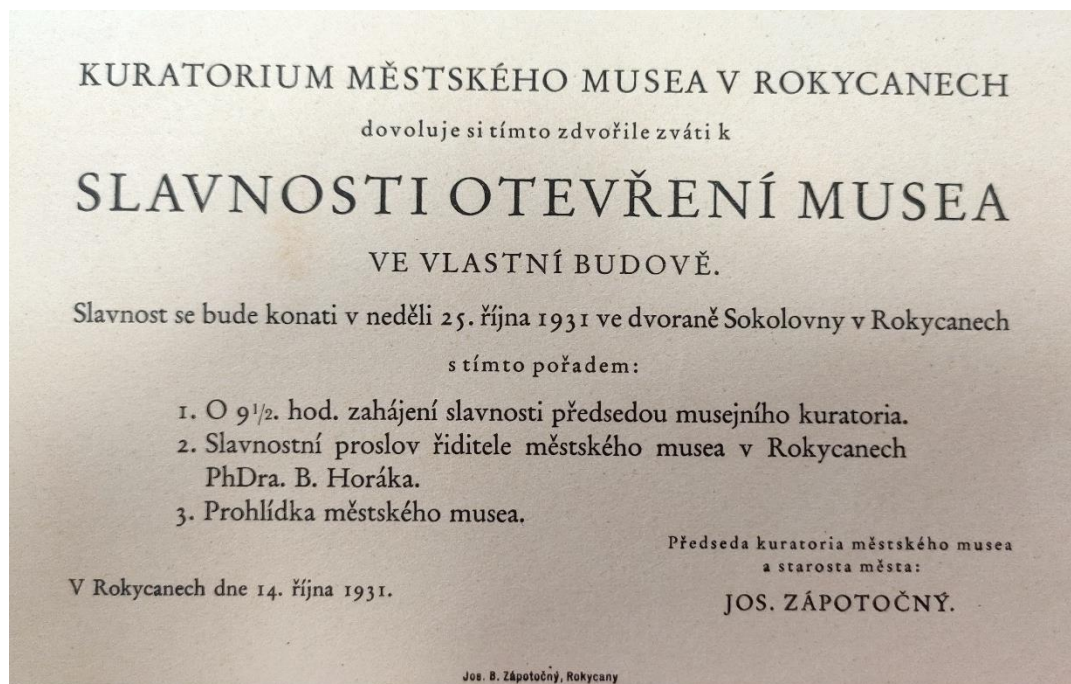 KURATORIUM MĚSTSKÉHO MUSEA V ROKYCANECH
dovoluje si tímto zdvořile zváti k
SLAVNOSTI OTEVŘENÍ MUSEA
VE VLASTNÍ BUDOVĚ.
Slavnost se bude konati v neděli 25. října 1931 ve dvoraně Sokolovny v Rokycanech
s tímto pořadem:
1. O 9 1/2. hod. zahájení slavnosti předsedou musejního kuratoria.
2. Slavnostní proslov řiditele městského musea v Rokycanech
PhDra. B. Horáka.
3. Prohlídka městského musea.
Předseda kuratoria městského musea
a starosta města:
V Rokycanech dne 14. října 1931.
JOS. ZÁPOTOČNÝ.
Jos. B. Zápotočný, Rokycany